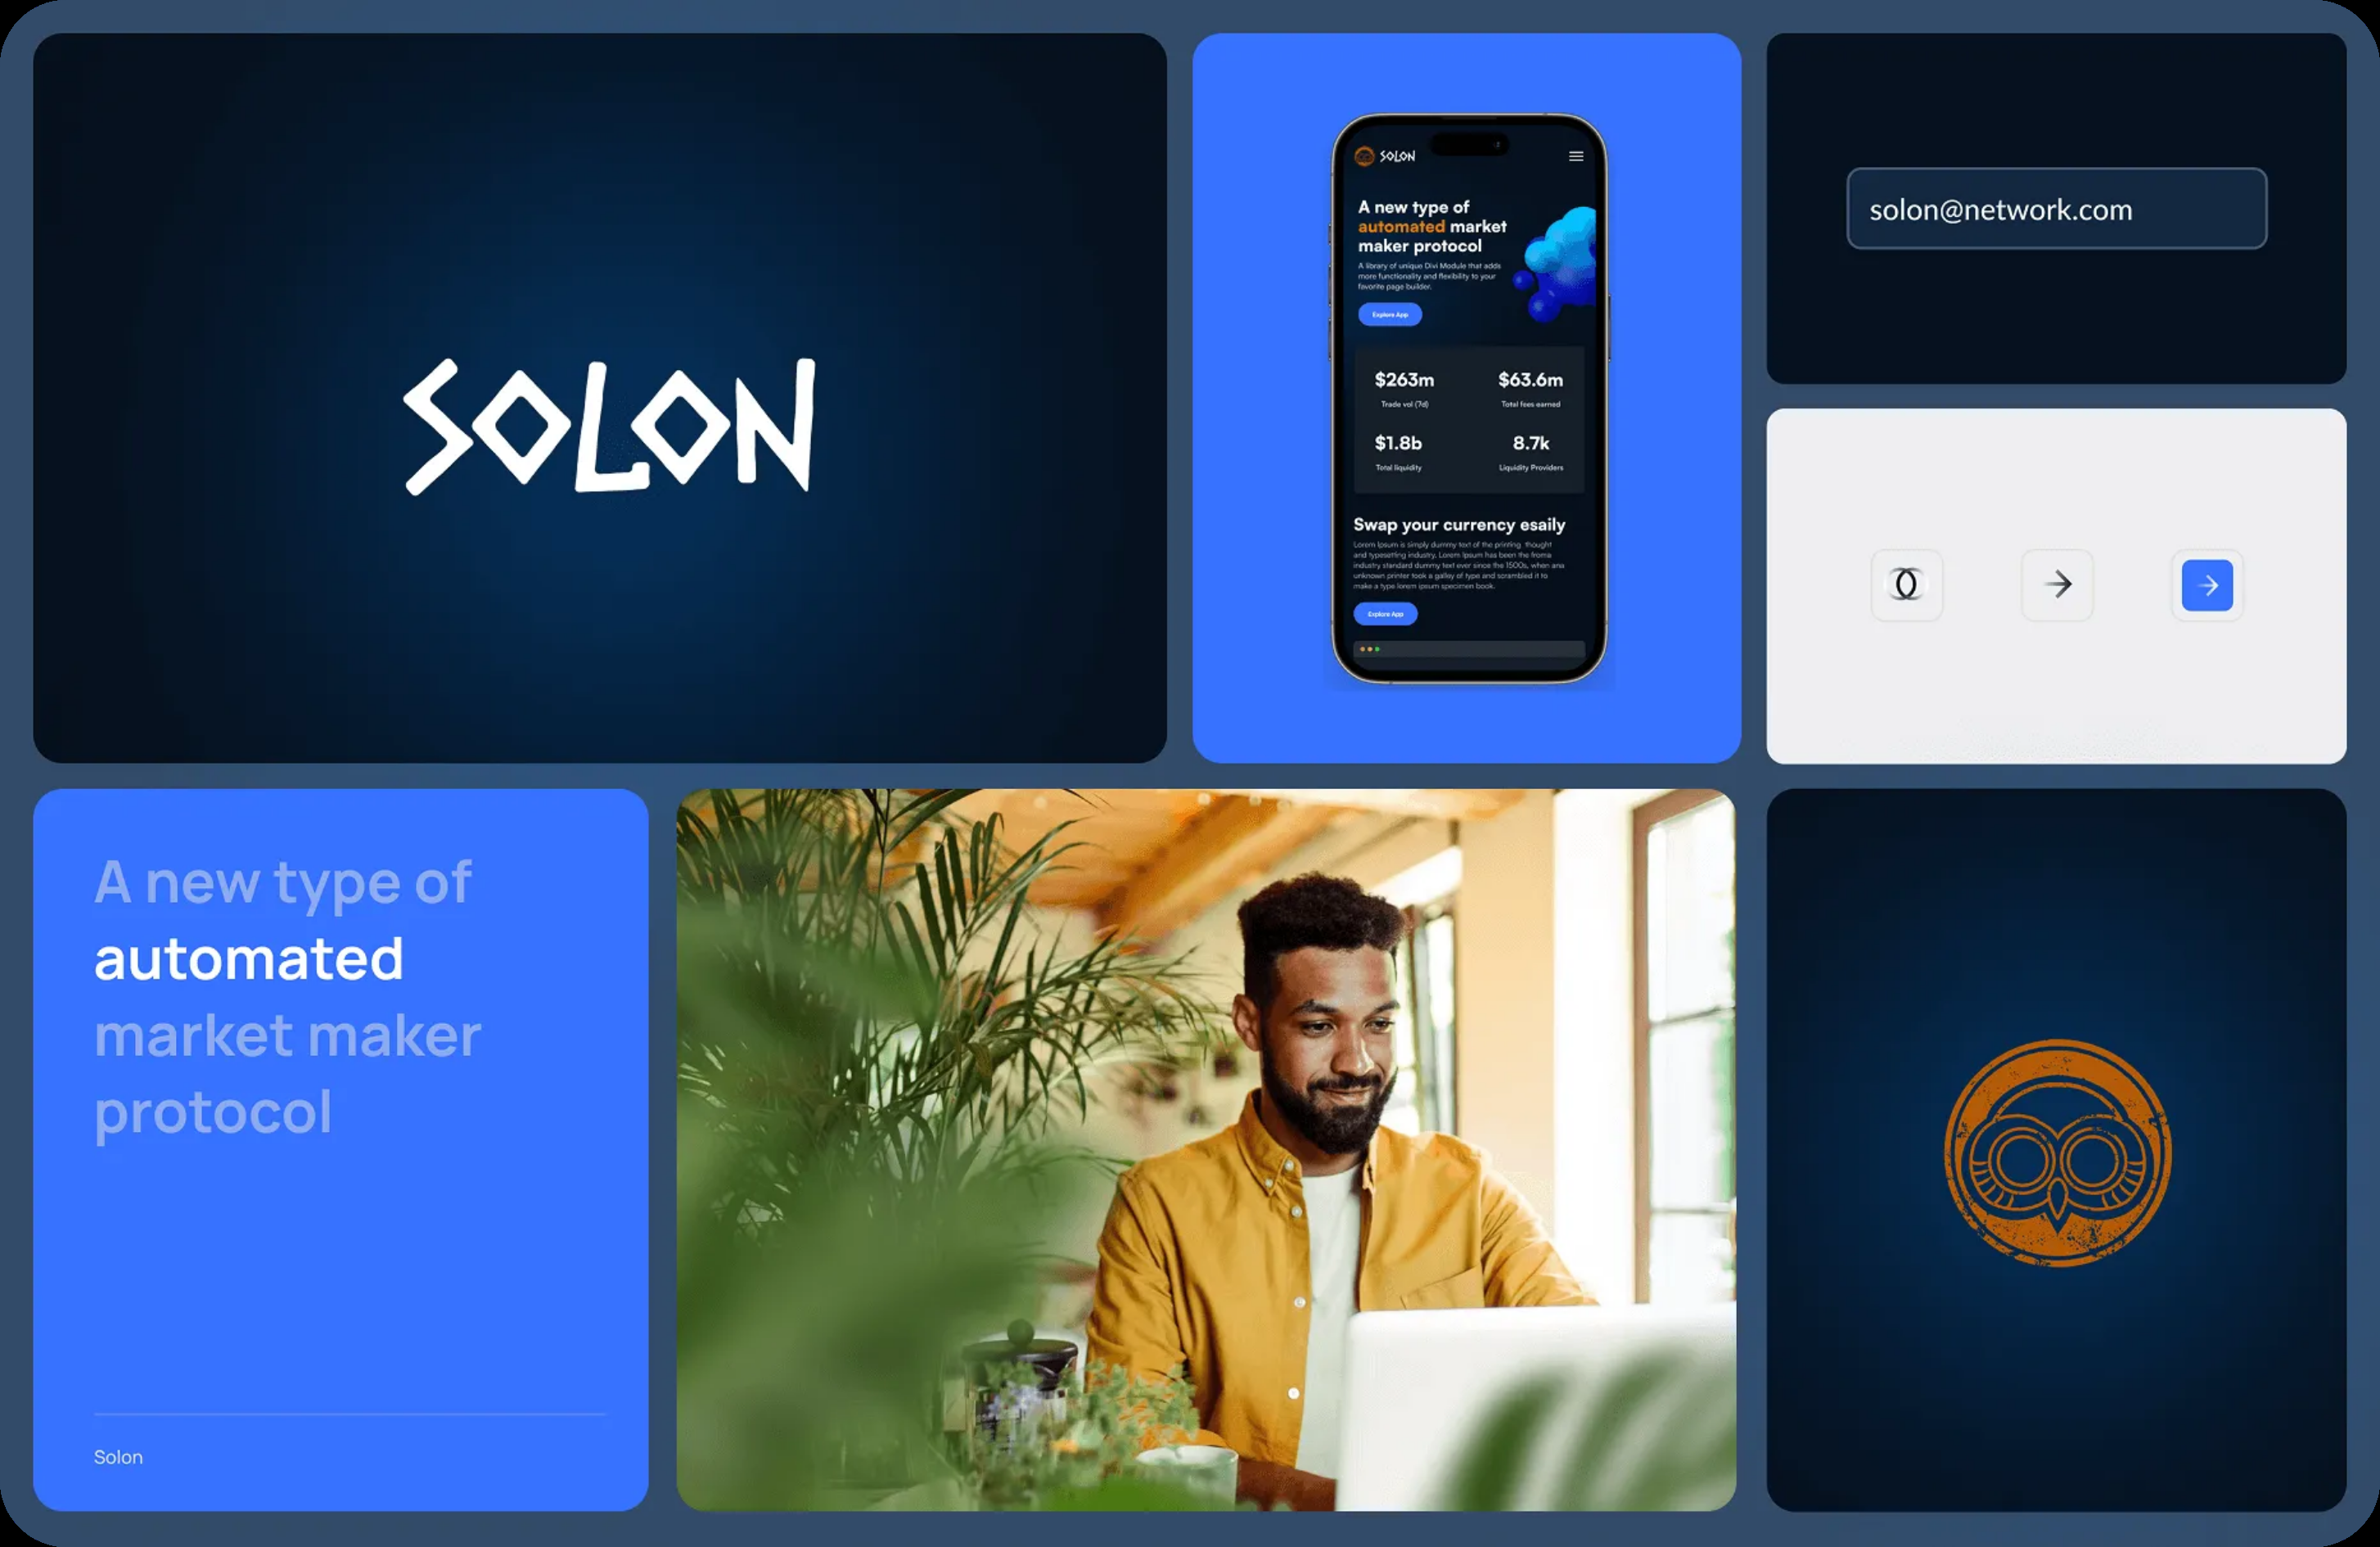 SOLON
SOLON
A new type of
automated market
maker protocol
A library of unique Divi Module that adds
more functionality and flexibility to your
favorite page builder.
Explore App
$263m
$63.6m
Trade vol (7d)
Total fees earned
$1.8b
8.7k
Total liquidity
Liquidity Providers
Swap your currency esaily
Lorem Ipsum is simply dummy text of the printing thought
and typesetting industry. Lorem Ipsum has been the froma
industry standard dummy text ever since the 1500s, when ana
unknown printer took a galley of type and scrambled it to
make a type lorem ipsum specimen book.
Explore App
solon@network.com
A new type of
automated
market maker
protocol
Solon